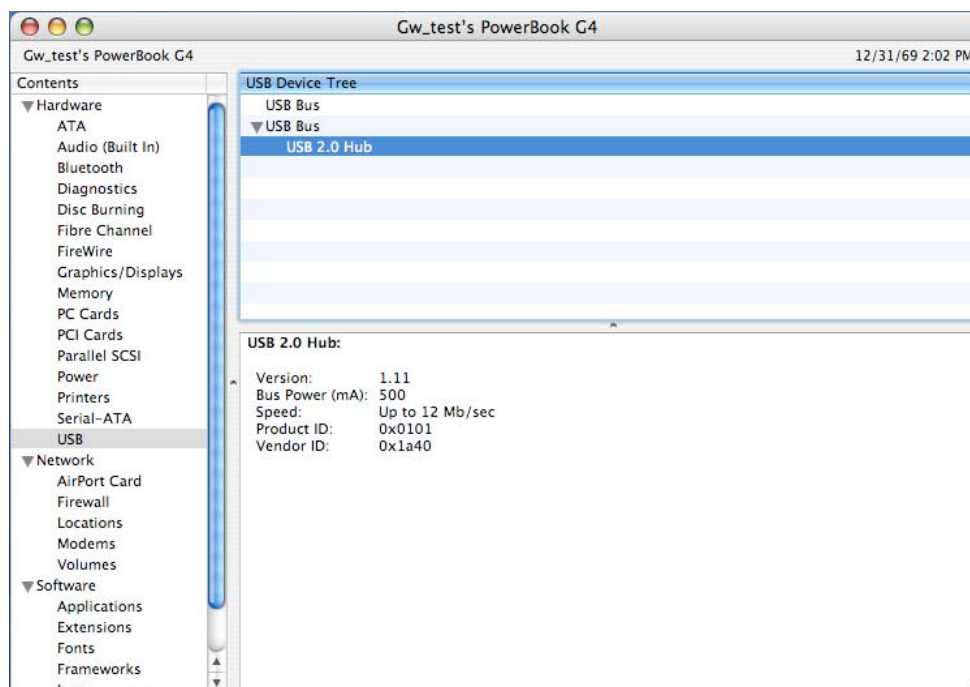 Gw_test's PowerBook G4
Gw_test's PowerBook G4
12/31/69 2:02 PM
Contents
Hardware
ATA
Audio (Built In)
Bluetooth
Diagnostics
Disc Burning
Fibre Channel
FireWire
Graphics/Displays
Memory
PC Cards
PCI Cards
Parallel SCSI
Power
Printers
Serial-ATA
USB
Network
AirPort Card
Firewall
Locations
Modems
Volumes
Software
Applications
Extensions
Fonts
Frameworks
USB Device Tree
USB Bus
USB Bus
USB 2.0 Hub
USB 2.0 Hub:
Version: 1.11
Bus Power (mA): 500
Speed: Up to 12 Mb/sec
Product ID: 0x0101
Vendor ID: 0x1a40